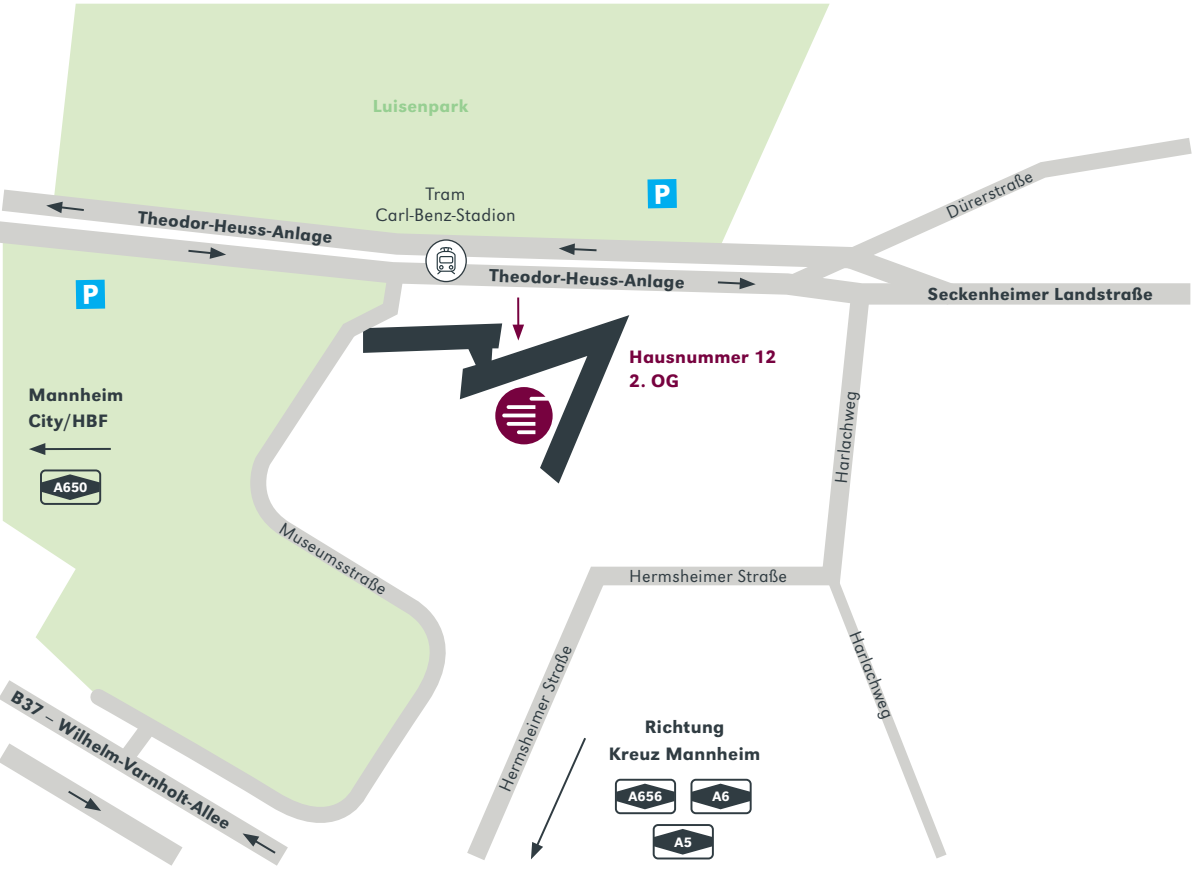 Luisenpark
P
Tram
Carl-Benz-Stadion
Dürerstraße
Theodor-Heuss-Anlage
Theodor-Heuss-Anlage
Seckenheimer Landstraße
P
Hausnummer 12
2. OG
Mannheim
City/HBF
A650
Harlachweg
Museumsstraße
Hermsheimer Straße
Hermsheimer Straße
Harlachweg
B37 – Wilhelm-Varnholt-Allee
Richtung
Kreuz Mannheim
A656
A6
A5